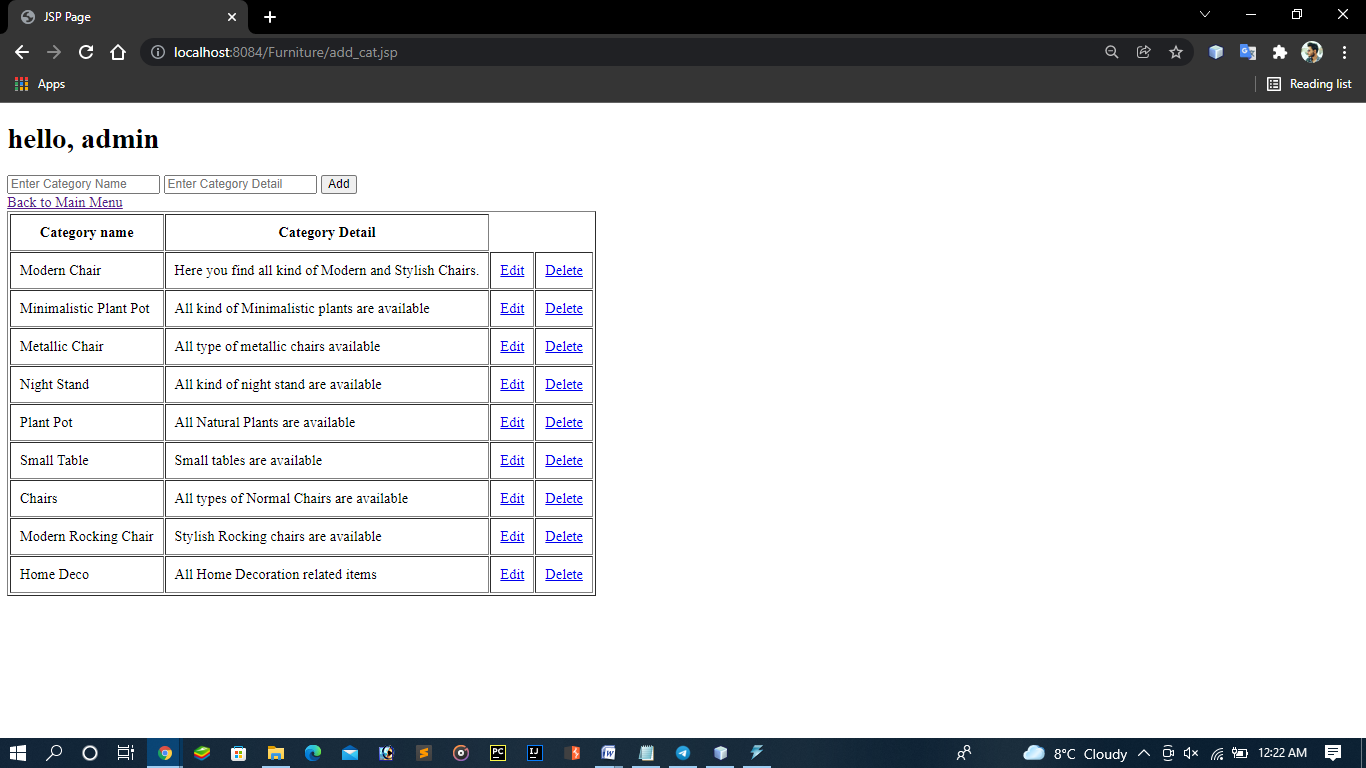 JSP Page
localhost:8084/Furniture/add_cat.jsp
Apps
Reading list
hello, admin
Enter Category Name Enter Category Detail Add
Back to Main Menu
Category name Category Detail
Modern Chair Here you find all kind of Modern and Stylish Chairs. Edit Delete
Minimalistic Plant Pot All kind of Minimalistic plants are available Edit Delete
Metallic Chair All type of metallic chairs available Edit Delete
Night Stand All kind of night stand are available Edit Delete
Plant Pot All Natural Plants are available Edit Delete
Small Table Small tables are available Edit Delete
Chairs All types of Normal Chairs are available Edit Delete
Modern Rocking Chair Stylish Rocking chairs are available Edit Delete
Home Deco All Home Decoration related items Edit Delete
PC IJ W 8°C Cloudy 12:22 AM